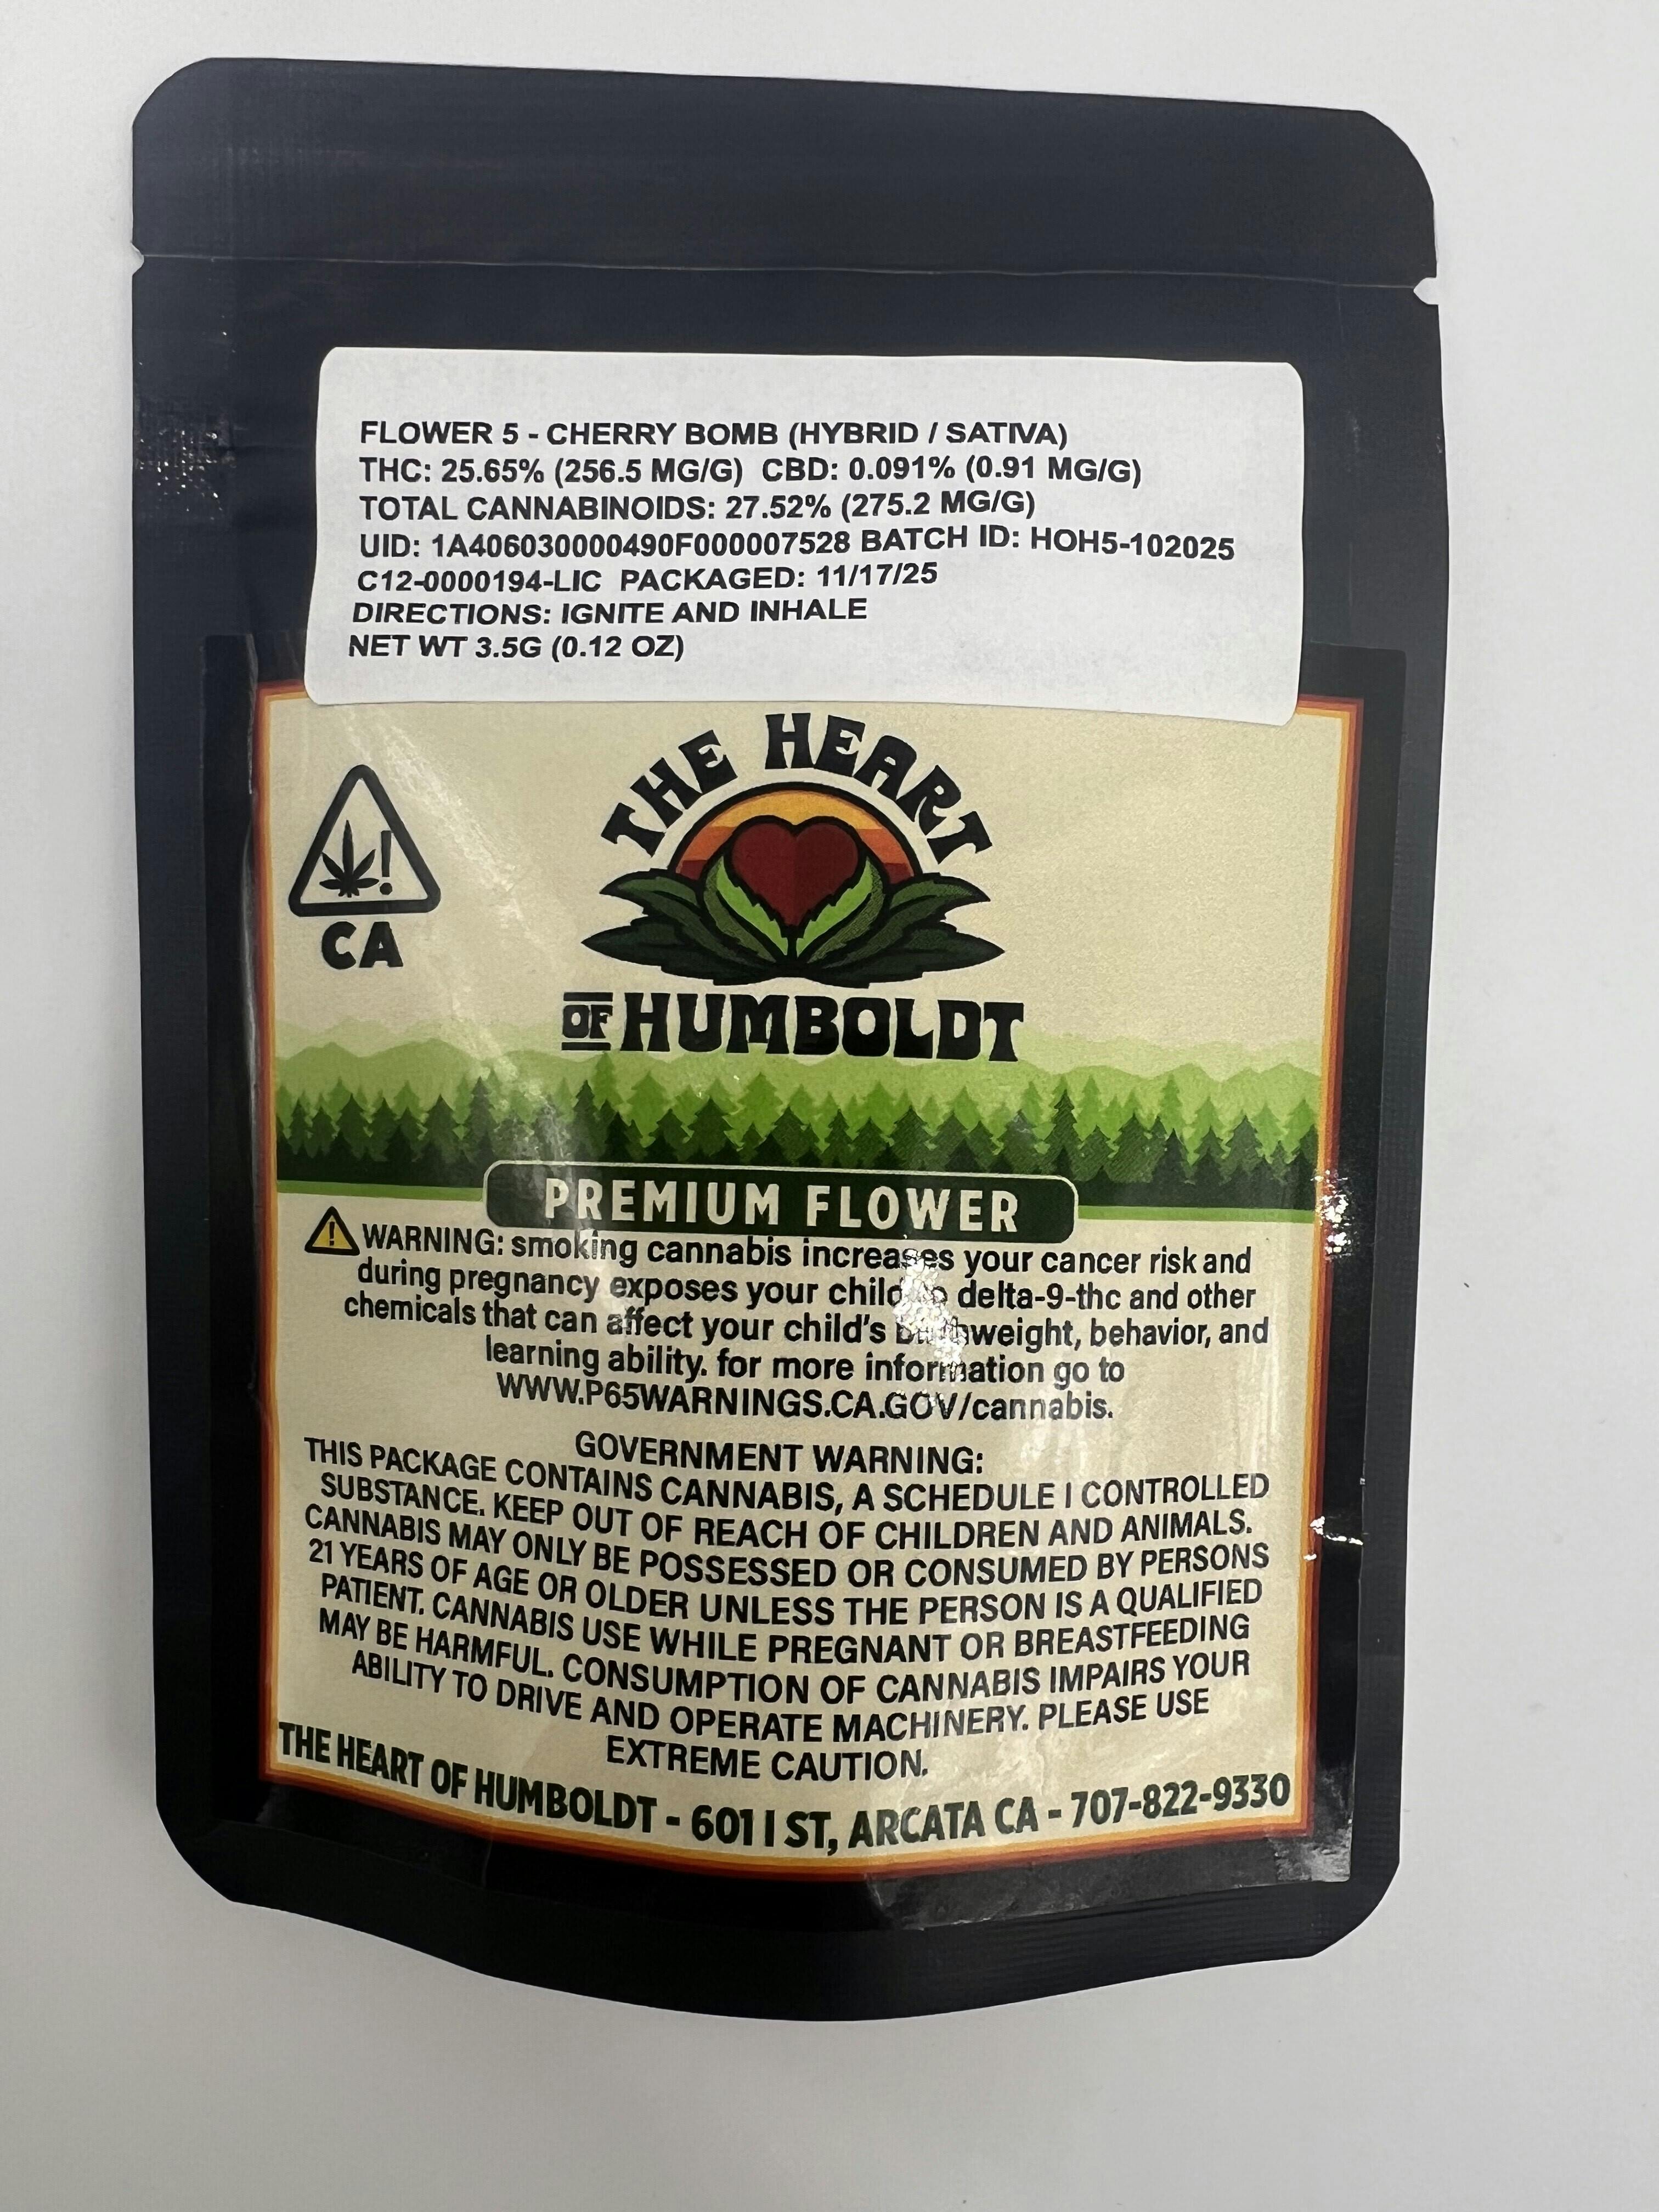 FLOWER 5 - CHERRY BOMB (HYBRID / SATIVA)
THC: 25.65% (256.5 MG/G) CBD: 0.091% (0.91 MG/G)
TOTAL CANNABINOIDS: 27.52% (275.2 MG/G)
UID: 1A406030000490F000007528 BATCH ID: HOH5-102025
C12-0000194-LIC PACKAGED: 11/17/25
DIRECTIONS: IGNITE AND INHALE
NET WT 3.5G (0.12 OZ)
THE HEART
OF HUMBOLDT
!
CA
PREMIUM FLOWER
! WARNING: smoking cannabis increases your cancer risk and
during pregnancy exposes your child to delta-9-thc and other
chemicals that can affect your child's birthweight, behavior, and
learning ability. for more information go to
WWW.P65WARNINGS.CA.GOV/cannabis.
GOVERNMENT WARNING:
THIS PACKAGE CONTAINS CANNABIS, A SCHEDULE I CONTROLLED
SUBSTANCE. KEEP OUT OF REACH OF CHILDREN AND ANIMALS.
CANNABIS MAY ONLY BE POSSESSED OR CONSUMED BY PERSONS
21 YEARS OF AGE OR OLDER UNLESS THE PERSON IS A QUALIFIED
PATIENT. CANNABIS USE WHILE PREGNANT OR BREASTFEEDING
MAY BE HARMFUL. CONSUMPTION OF CANNABIS IMPAIRS YOUR
ABILITY TO DRIVE AND OPERATE MACHINERY. PLEASE USE
EXTREME CAUTION.
THE HEART OF HUMBOLDT - 601 I ST, ARCATA CA - 707-822-9330